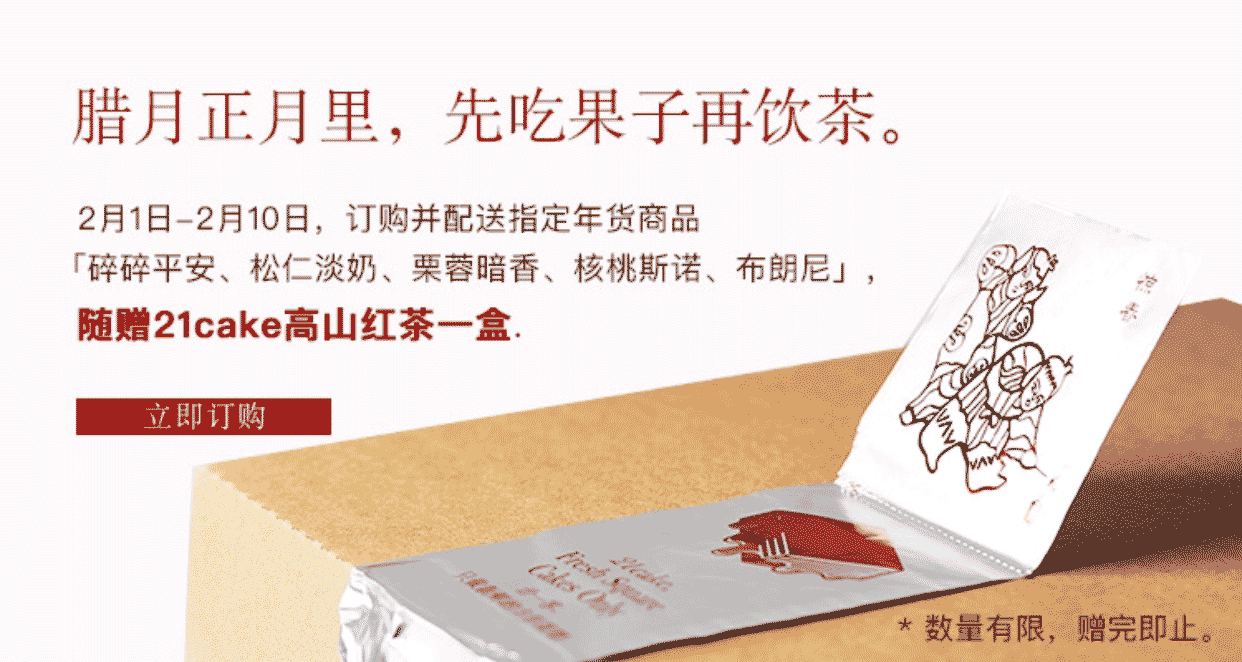 腊月正月里，先吃果子再饮茶。
2月1日-2月10日，订购并配送指定年货商品
「碎碎平安、松仁淡奶、栗蓉暗香、核桃斯诺、布朗尼」，
随赠21cake高山红茶一盒.
立即订购
21cake,
Fresh Square
Cakes Only
* 数量有限，赠完即止。